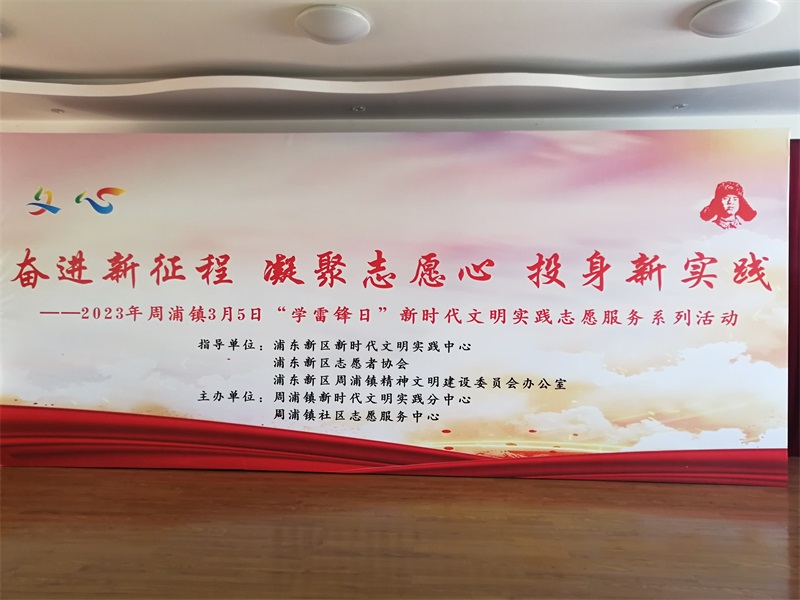 奋进新征程 凝聚志愿心 投身新实践
——2023年周浦镇3月5日“学雷锋日”新时代文明实践志愿服务系列活动
指导单位：浦东新区新时代文明实践中心
浦东新区志愿者协会
浦东新区周浦镇精神文明建设委员会办公室
主办单位：周浦镇新时代文明实践分中心
周浦镇社区志愿服务中心